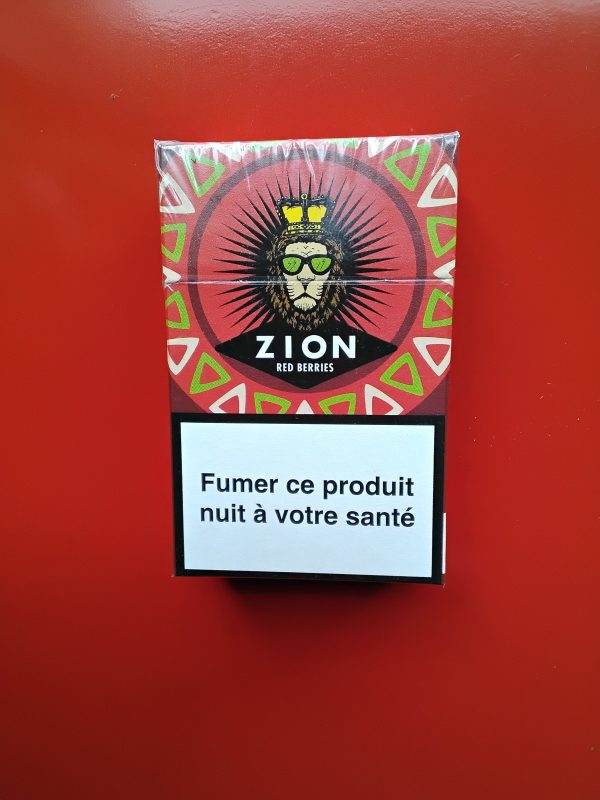 ZION
RED BERRIES
Fumer ce produit
nuit à votre santé